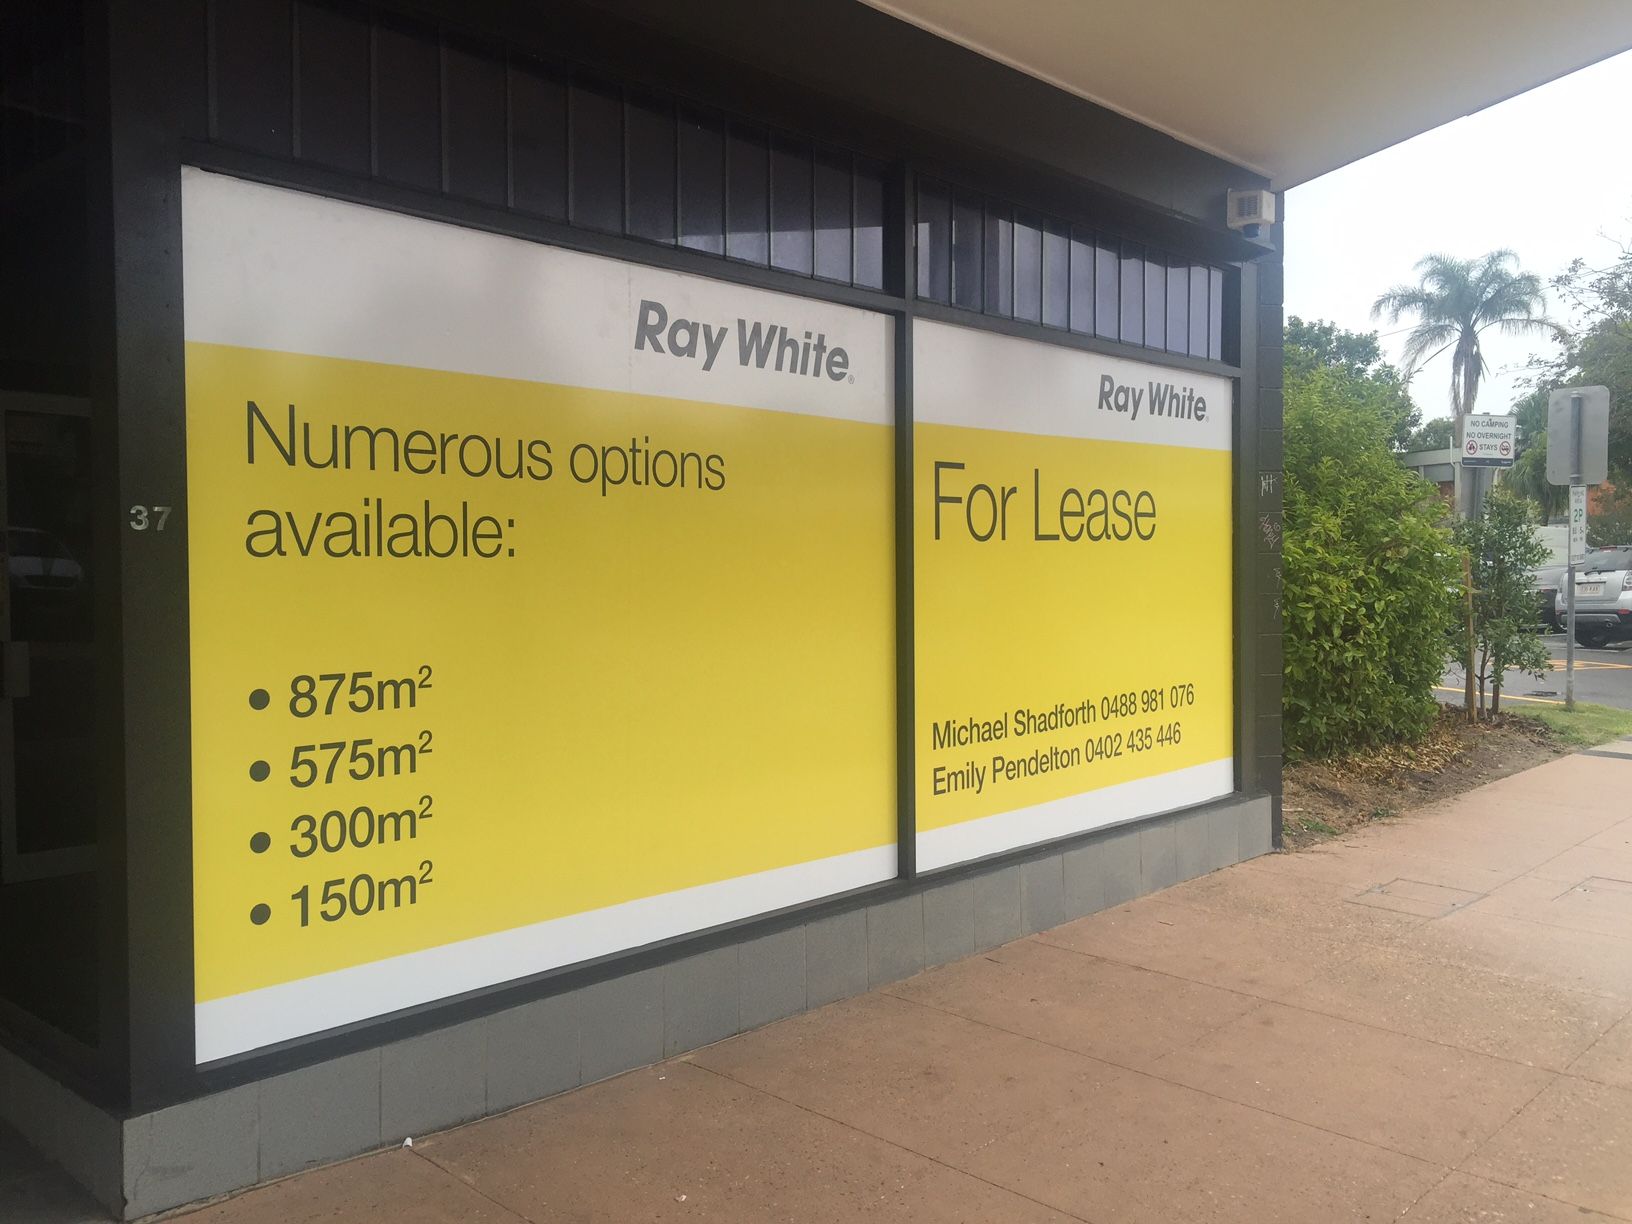 37
Ray White®
Numerous options
available:
• 875m²
• 575m²
• 300m²
• 150m²
Ray White
For Lease
Michael Shadforth 0488 981 076
Emily Pendelton 0402 435 446
NO CAMPING
NO OVERNIGHT
STAYS
2P